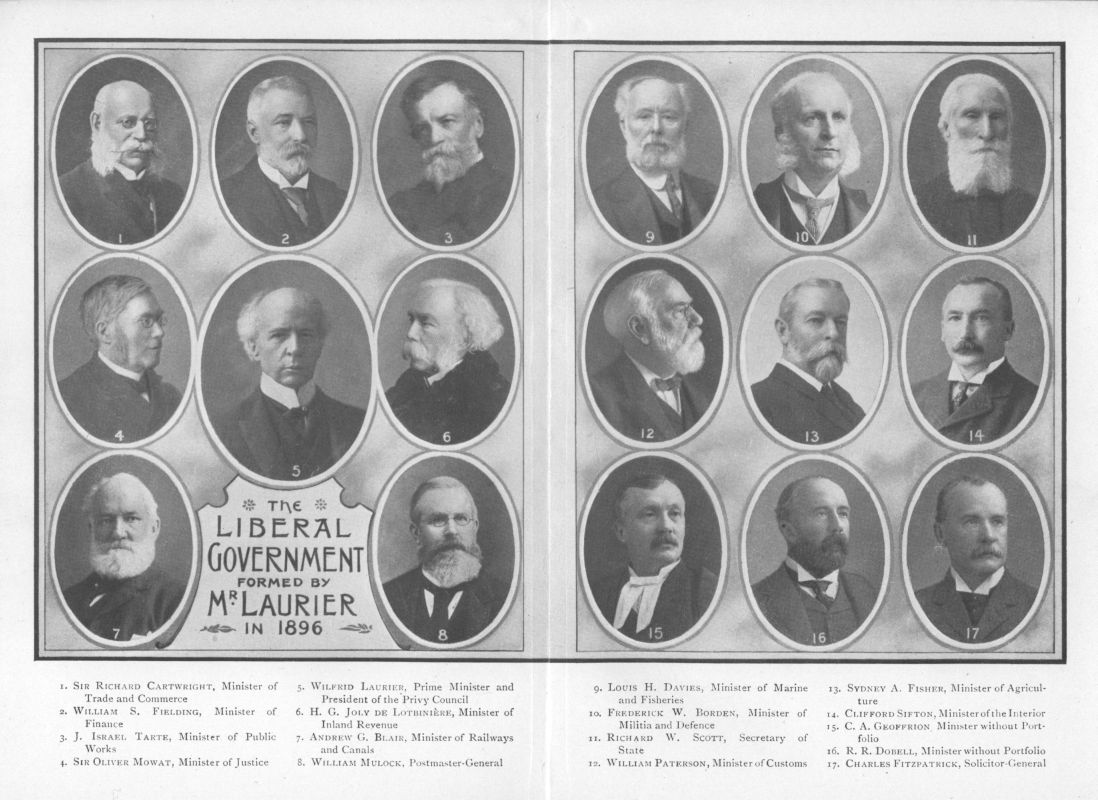 1
2
3
4
5
6
7
THE
LIBERAL
GOVERNMENT
FORMED BY
MR. LAURIER
IN 1896
8
9
10
11
12
13
14
15
16
17
1. SIR RICHARD CARTWRIGHT, Minister of
Trade and Commerce
2. WILLIAM S. FIELDING, Minister of
Finance
3. J. ISRAEL TARTE, Minister of Public
Works
4. SIR OLIVER MOWAT, Minister of Justice
5. WILFRID LAURIER, Prime Minister and
President of the Privy Council
6. H. G. JOLY DE LOTBINIÈRE, Minister of
Inland Revenue
7. ANDREW G. BLAIR, Minister of Railways
and Canals
8. WILLIAM MULOCK, Postmaster-General
9. LOUIS H. DAVIES, Minister of Marine
and Fisheries
10. FREDERICK W. BORDEN, Minister of
Militia and Defence
11. RICHARD W. SCOTT, Secretary of
State
12. WILLIAM PATERSON, Minister of Customs
13. SYDNEY A. FISHER, Minister of Agricul-
ture
14. CLIFFORD SIFTON, Minister of the Interior
15. C. A. GEOFFRION, Minister without Port-
folio
16. R. R. DOBELL, Minister without Portfolio
17. CHARLES FITZPATRICK, Solicitor-General